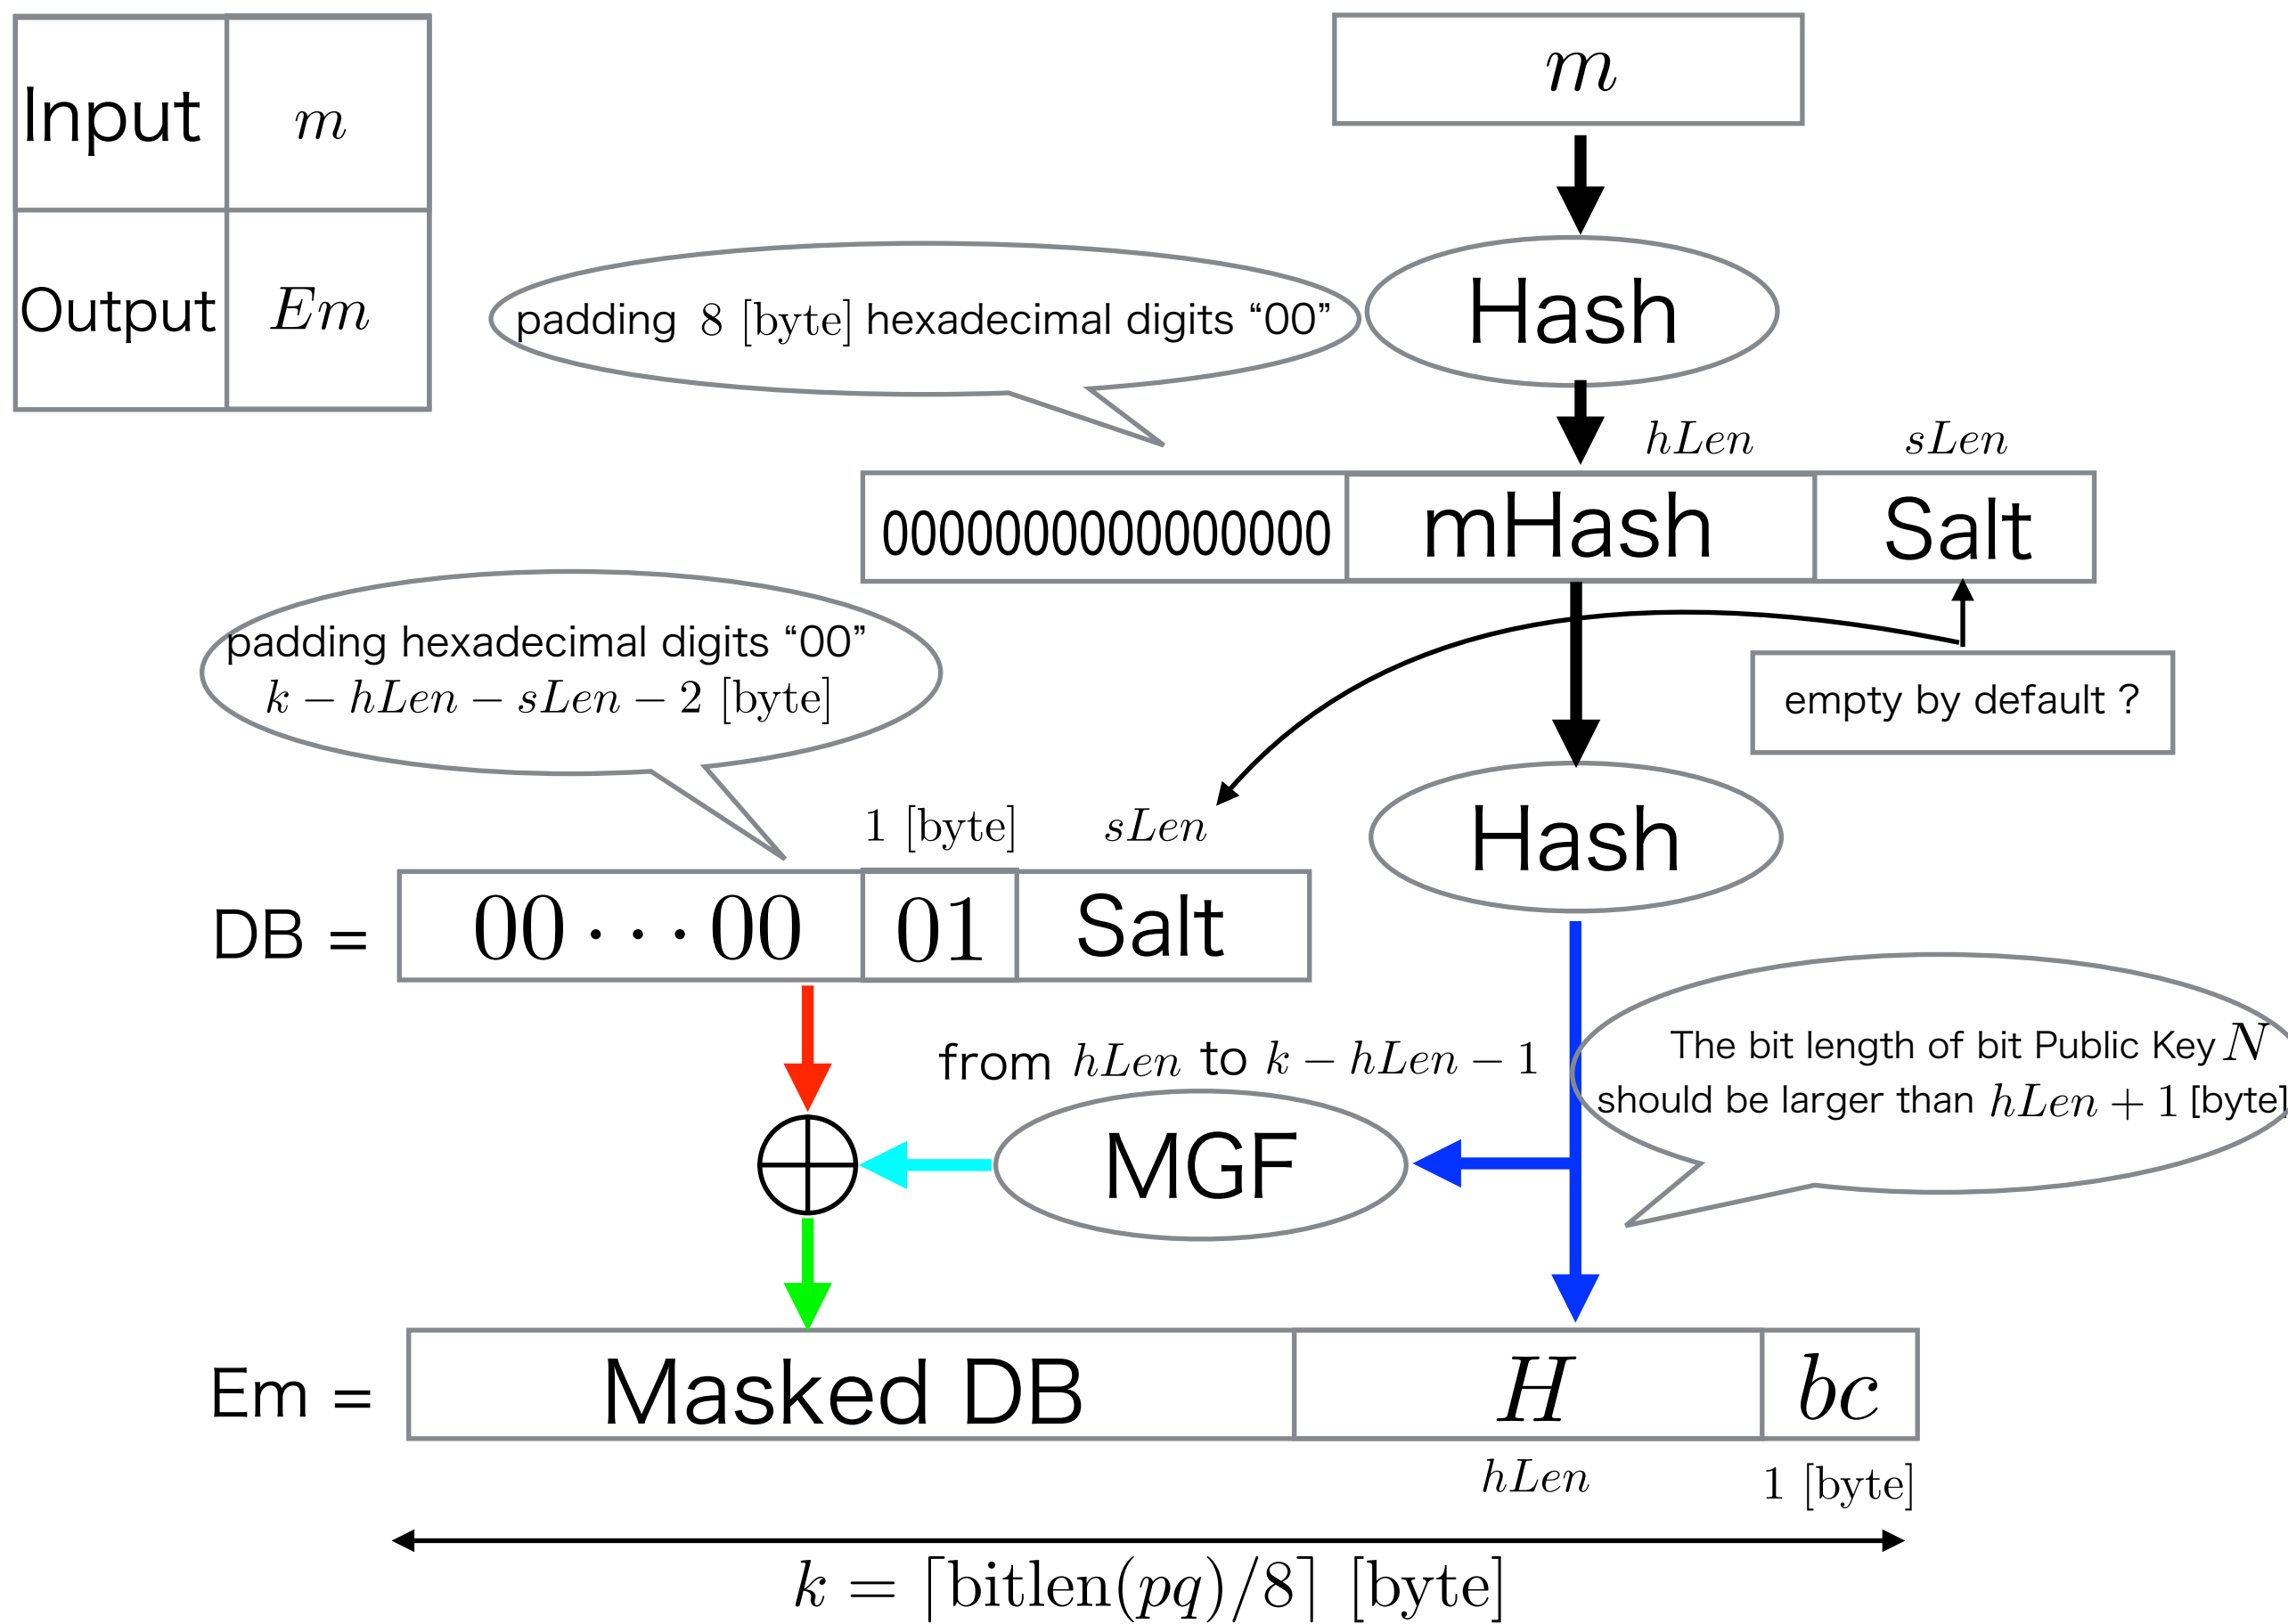 Input
m
Output
Em
m
Hash
padding 8 [byte] hexadecimal digits “00”
hLen
sLen
0000000000000000
mHash
Salt
padding hexadecimal digits “00”
k − hLen − sLen − 2 [byte]
empty by default ?
1 [byte]
sLen
Hash
DB =
00 · · · 00
01
Salt
from hLen to k − hLen − 1
The bit length of bit Public Key N
should be larger than hLen + 1 [byte]
MGF
Em =
Masked DB
H
bc
hLen
1 [byte]
k = ⌈bitlen(pq)/8⌉ [byte]